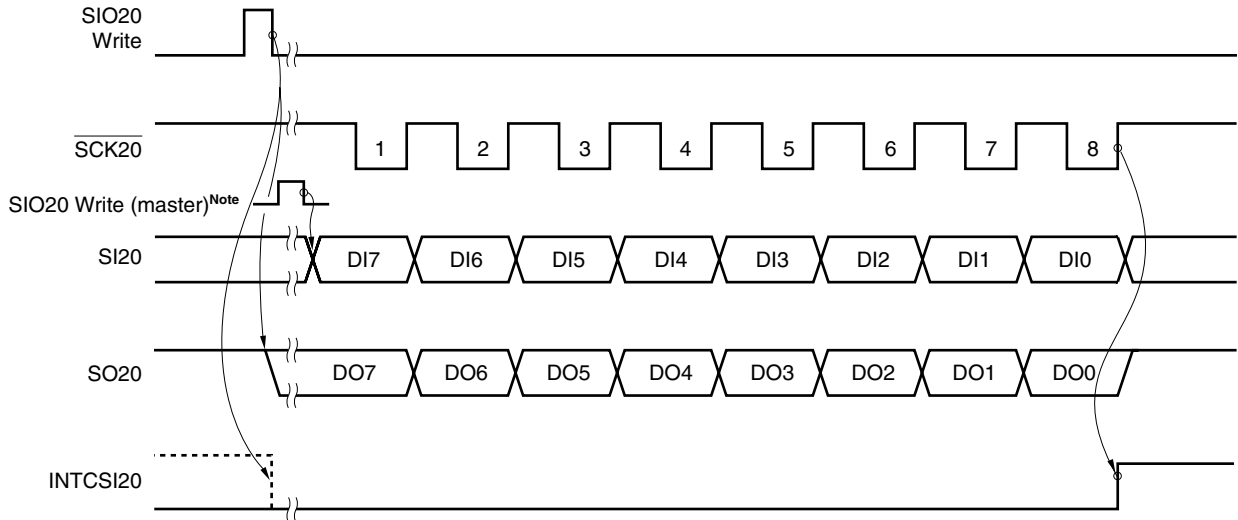 SIO20
Write
SCK20
1 2 3 4 5 6 7 8
SIO20 Write (master)Note
SI20
DI7 DI6 DI5 DI4 DI3 DI2 DI1 DI0
SO20
DO7 DO6 DO5 DO4 DO3 DO2 DO1 DO0
INTCSI20